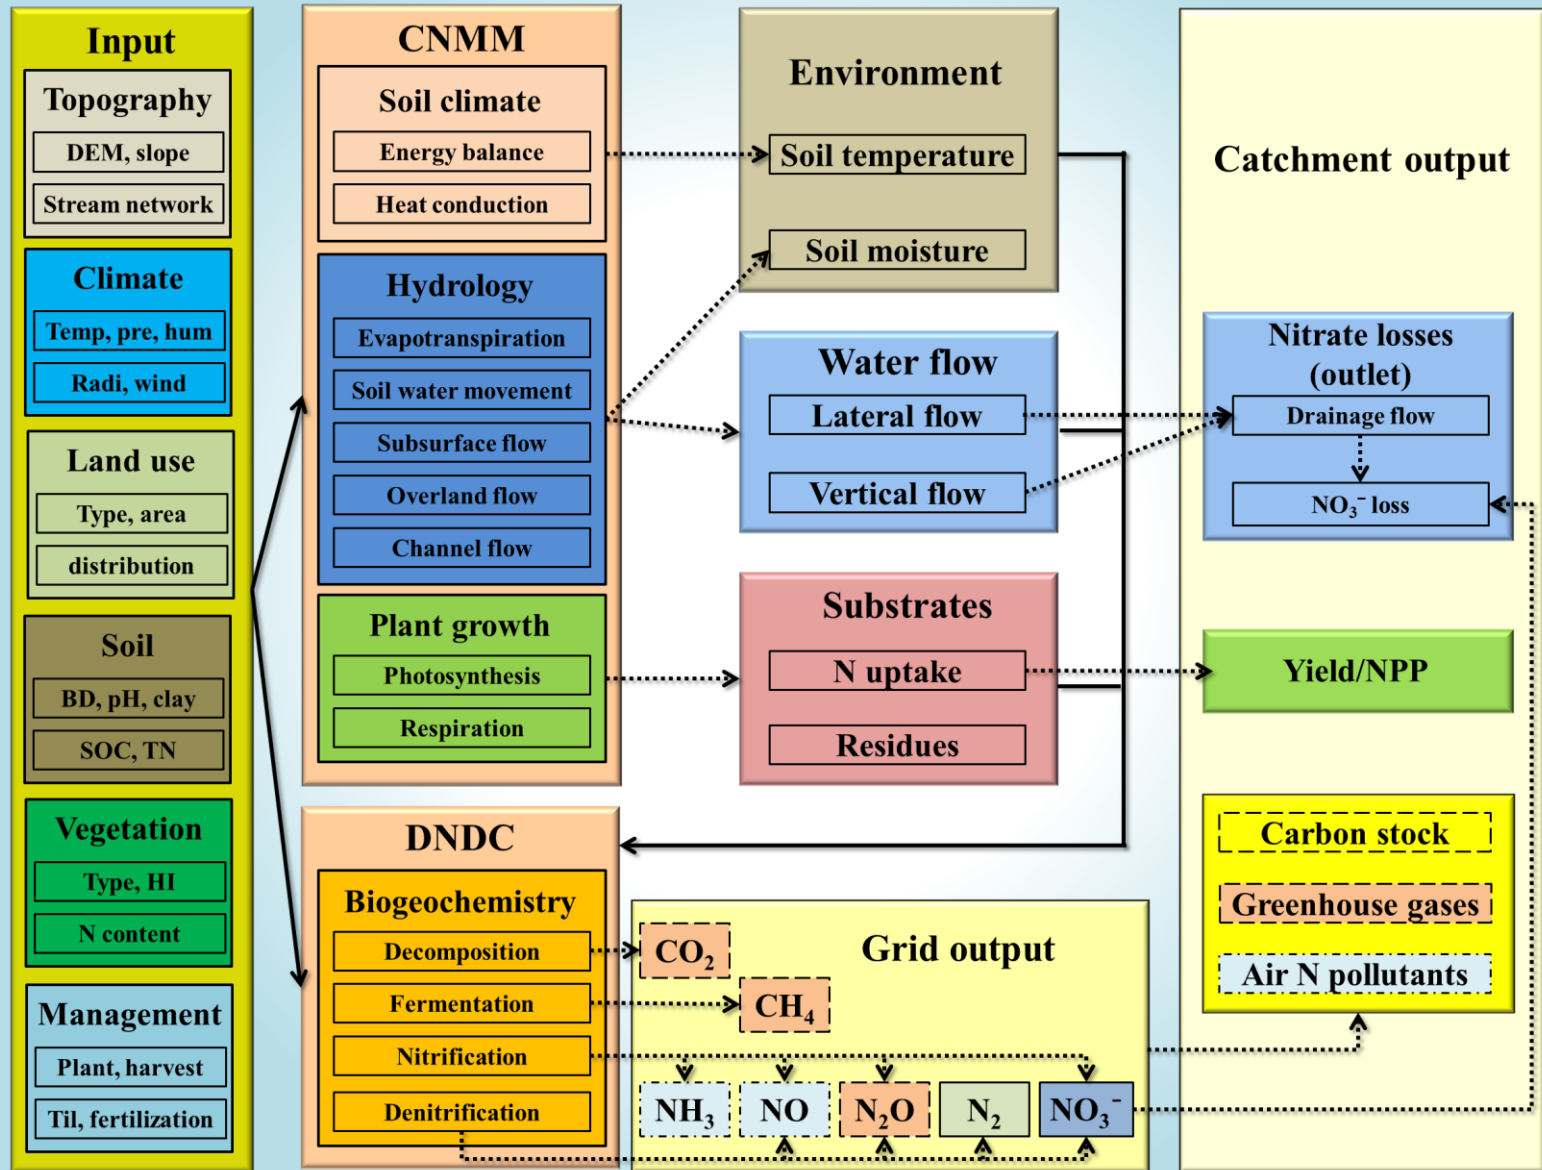 Input
Topography
DEM, slope
Stream network
Climate
Temp, pre, hum
Radi, wind
Land use
Type, area
distribution
Soil
BD, pH, clay
SOC, TN
Vegetation
Type, HI
N content
Management
Plant, harvest
Til, fertilization
CNMM
Soil climate
Energy balance
Heat conduction
Hydrology
Evapotranspiration
Soil water movement
Subsurface flow
Overland flow
Channel flow
Plant growth
Photosynthesis
Respiration
DNDC
Biogeochemistry
Decomposition
Fermentation
Nitrification
Denitrification
Environment
Soil temperature
Soil moisture
Water flow
Lateral flow
Vertical flow
Substrates
N uptake
Residues
Grid output
CO₂
CH₄
NH₃
NO
N₂O
N₂
NO₃⁻
Catchment output
Nitrate losses
(outlet)
Drainage flow
NO₃⁻ loss
Yield/NPP
Carbon stock
Greenhouse gases
Air N pollutants